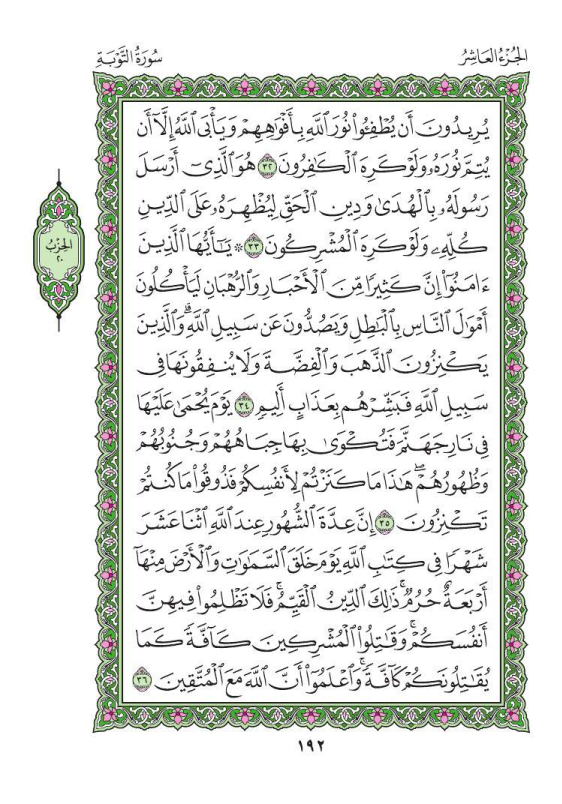 الجُزْءُ العَاشِرُ
سُورَةُ التَّوْبَةِ
يُرِيدُونَ أَن يُطْفِـُٔوا۟ نُورَ ٱللَّهِ بِأَفْوَٰهِهِمْ وَيَأْبَى ٱللَّهُ إِلَّآ أَن
يُتِمَّ نُورَهُۥ وَلَوْ كَرِهَ ٱلْكَٰفِرُونَ ٣٢ هُوَ ٱلَّذِىٓ أَرْسَلَ
رَسُولَهُۥ بِٱلْهُدَىٰ وَدِينِ ٱلْحَقِّ لِيُظْهِرَهُۥ عَلَى ٱلدِّينِ
كُلِّهِۦ وَلَوْ كَرِهَ ٱلْمُشْرِكُونَ ٣٣ ۞ يَٰٓأَيُّهَا ٱلَّذِينَ
ءَامَنُوٓا۟ إِنَّ كَثِيرًا مِّنَ ٱلْأَحْبَارِ وَٱلرُّهْبَانِ لَيَأْكُلُونَ
أَمْوَٰلَ ٱلنَّاسِ بِٱلْبَٰطِلِ وَيَصُدُّونَ عَن سَبِيلِ ٱللَّهِ ۗ وَٱلَّذِينَ
يَكْنِزُونَ ٱلذَّهَبَ وَٱلْفِضَّةَ وَلَا يُنفِقُونَهَا فِى
سَبِيلِ ٱللَّهِ فَبَشِّرْهُم بِعَذَابٍ أَلِيمٍ ٣٤ يَوْمَ يُحْمَىٰ عَلَيْهَا
فِى نَارِ جَهَنَّمَ فَتُكْوَىٰ بِهَا جِبَاهُهُمْ وَجُنُوبُهُمْ
وَظُهُورُهُمْ ۖ هَٰذَا مَا كَنَزْتُمْ لِأَنفُسِكُمْ فَذُوقُوا۟ مَا كُنتُمْ
تَكْنِزُونَ ٣٥ إِنَّ عِدَّةَ ٱلشُّهُورِ عِندَ ٱللَّهِ ٱثْنَا عَشَرَ
شَهْرًا فِى كِتَٰبِ ٱللَّهِ يَوْمَ خَلَقَ ٱلسَّمَٰوَٰتِ وَٱلْأَرْضَ مِنْهَآ
أَرْبَعَةٌ حُرُمٌ ۚ ذَٰلِكَ ٱلدِّينُ ٱلْقَيِّمُ ۚ فَلَا تَظْلِمُوا۟ فِيهِنَّ
أَنفُسَكُمْ ۚ وَقَٰتِلُوا۟ ٱلْمُشْرِكِينَ كَآفَّةً كَمَا
يُقَٰتِلُونَكُمْ كَآفَّةً ۚ وَٱعْلَمُوٓا۟ أَنَّ ٱللَّهَ مَعَ ٱلْمُتَّقِينَ ٣٦
الحِزْبُ
٢٠
١٩٢